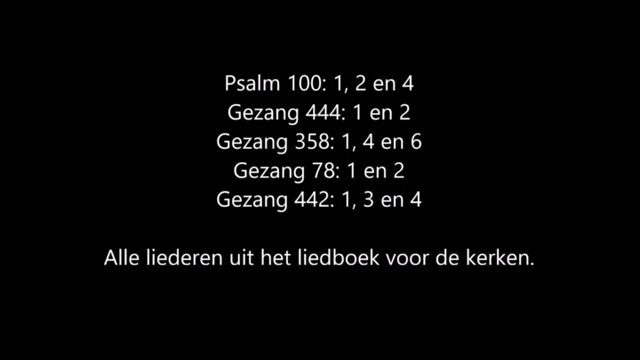 Psalm 100: 1, 2 en 4
Gezang 444: 1 en 2
Gezang 358: 1, 4 en 6
Gezang 78: 1 en 2
Gezang 442: 1, 3 en 4
Alle liederen uit het liedboek voor de kerken.